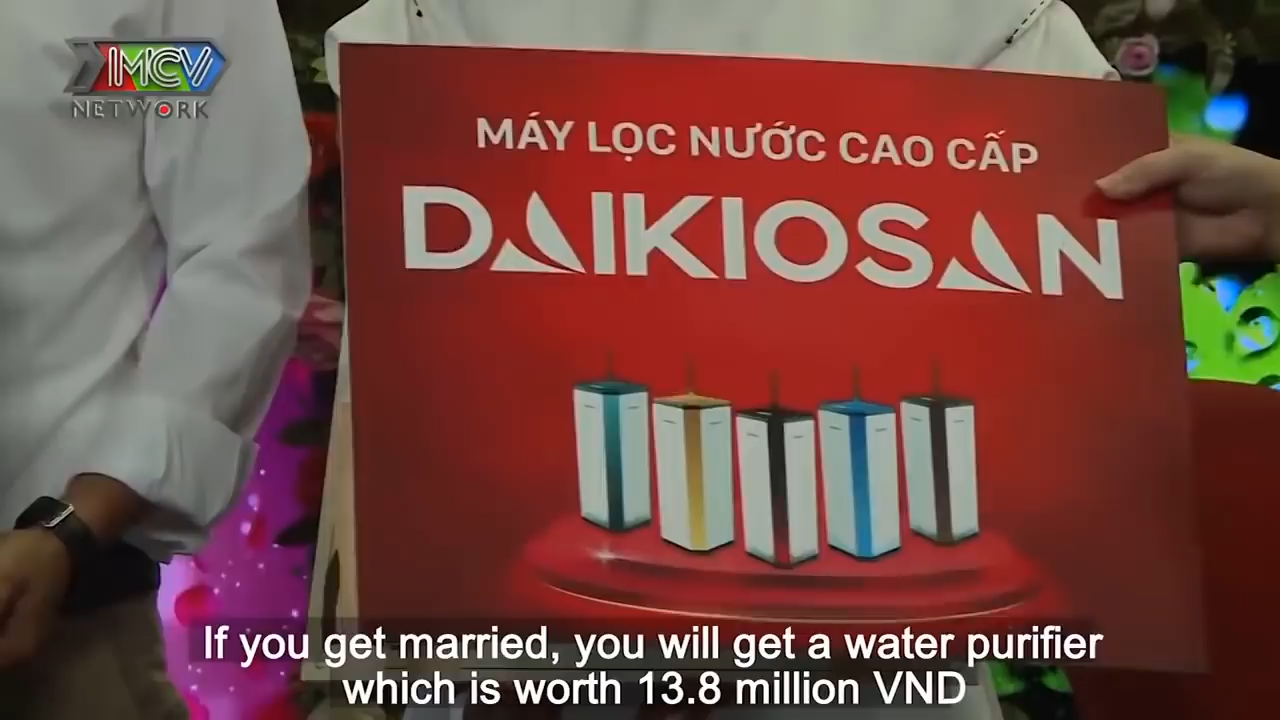 MCV
NETWORK
MÁY LỌC NƯỚC CAO CẤP
DAIKIOSAN
If you get married, you will get a water purifier
which is worth 13.8 million VND